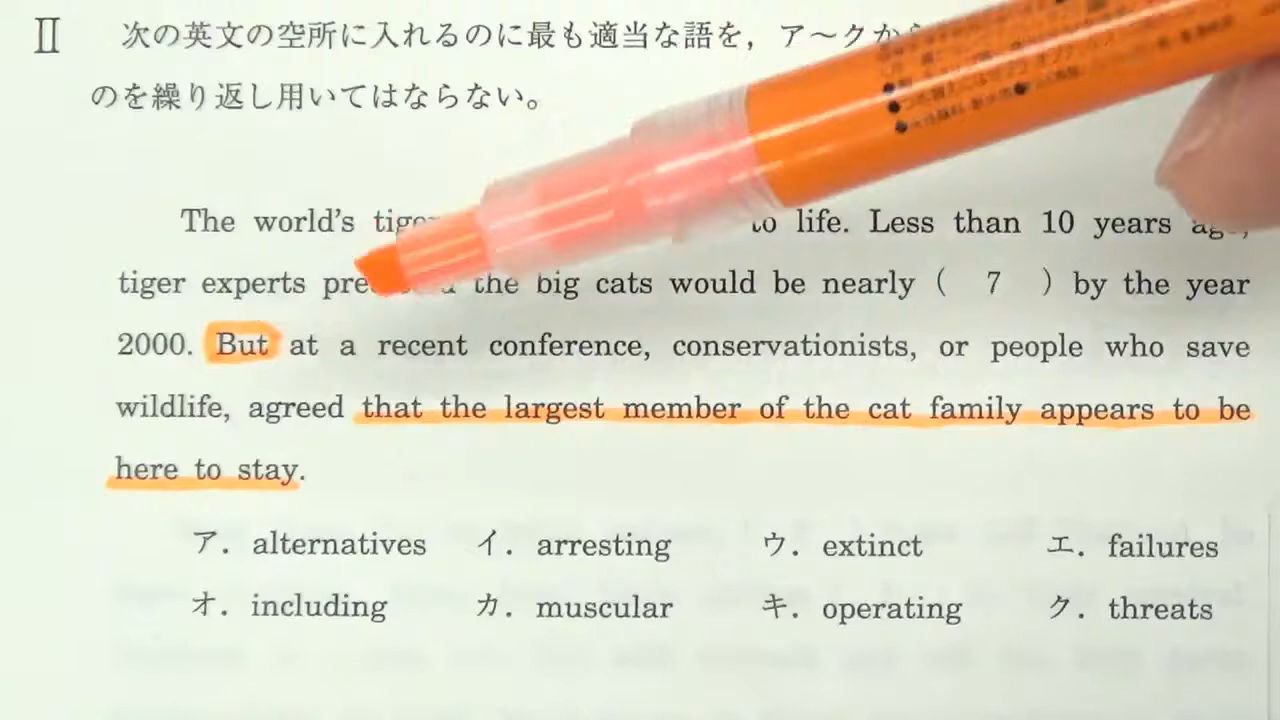 II 次の英文の空所に入れるのに最も適当な語を，ア～クか
のを繰り返し用いてはならない。
The world's to life. Less than 10 years
tiger experts the big cats would be nearly ( 7 ) by the year
2000. But at a recent conference, conservationists, or people who save
wildlife, agreed that the largest member of the cat family appears to be
here to stay.
ア．alternatives イ．arresting ウ．extinct エ．failures
オ．including カ．muscular キ．operating ク．threats